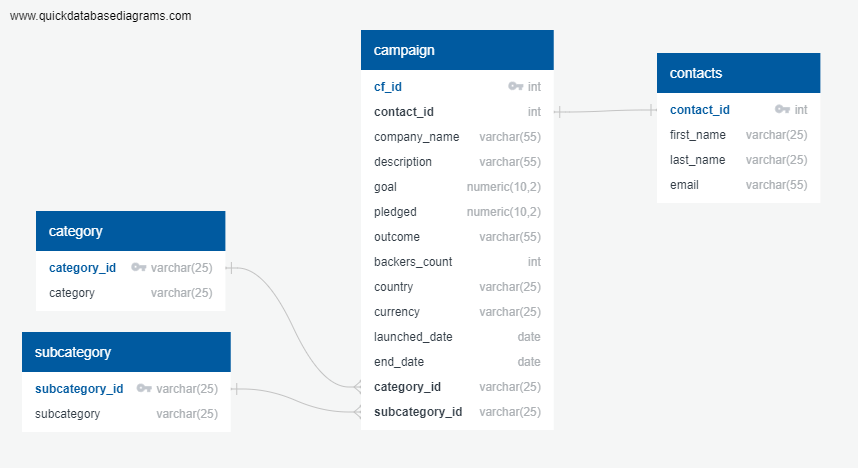 www.quickdatabasediagrams.com
campaign
cf_id int
contact_id int
company_name varchar(55)
description varchar(55)
goal numeric(10,2)
pledged numeric(10,2)
outcome varchar(55)
backers_count int
country varchar(25)
currency varchar(25)
launched_date date
end_date date
category_id varchar(25)
subcategory_id varchar(25)
contacts
contact_id int
first_name varchar(25)
last_name varchar(25)
email varchar(55)
category
category_id varchar(25)
category varchar(25)
subcategory
subcategory_id varchar(25)
subcategory varchar(25)